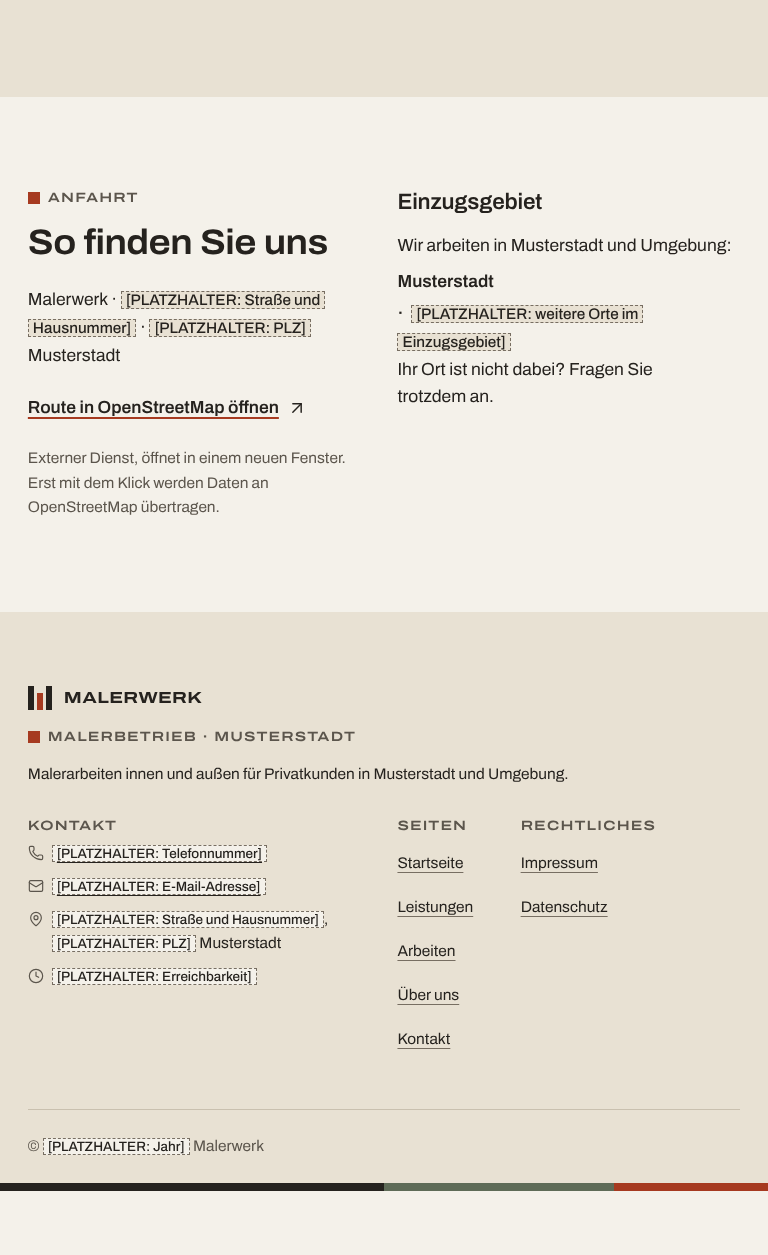 ANFAHRT
So finden Sie uns
Malerwerk · [PLATZHALTER: Straße und
Hausnummer] · [PLATZHALTER: PLZ]
Musterstadt
Route in OpenStreetMap öffnen
Externer Dienst, öffnet in einem neuen Fenster.
Erst mit dem Klick werden Daten an
OpenStreetMap übertragen.
Einzugsgebiet
Wir arbeiten in Musterstadt und Umgebung:
Musterstadt
· [PLATZHALTER: weitere Orte im
Einzugsgebiet]
Ihr Ort ist nicht dabei? Fragen Sie
trotzdem an.
MALERWERK
MALERBETRIEB · MUSTERSTADT
Malerarbeiten innen und außen für Privatkunden in Musterstadt und Umgebung.
KONTAKT
[PLATZHALTER: Telefonnummer]
[PLATZHALTER: E-Mail-Adresse]
[PLATZHALTER: Straße und Hausnummer],
[PLATZHALTER: PLZ] Musterstadt
[PLATZHALTER: Erreichbarkeit]
SEITEN
Startseite
Leistungen
Arbeiten
Über uns
Kontakt
RECHTLICHES
Impressum
Datenschutz
© [PLATZHALTER: Jahr] Malerwerk